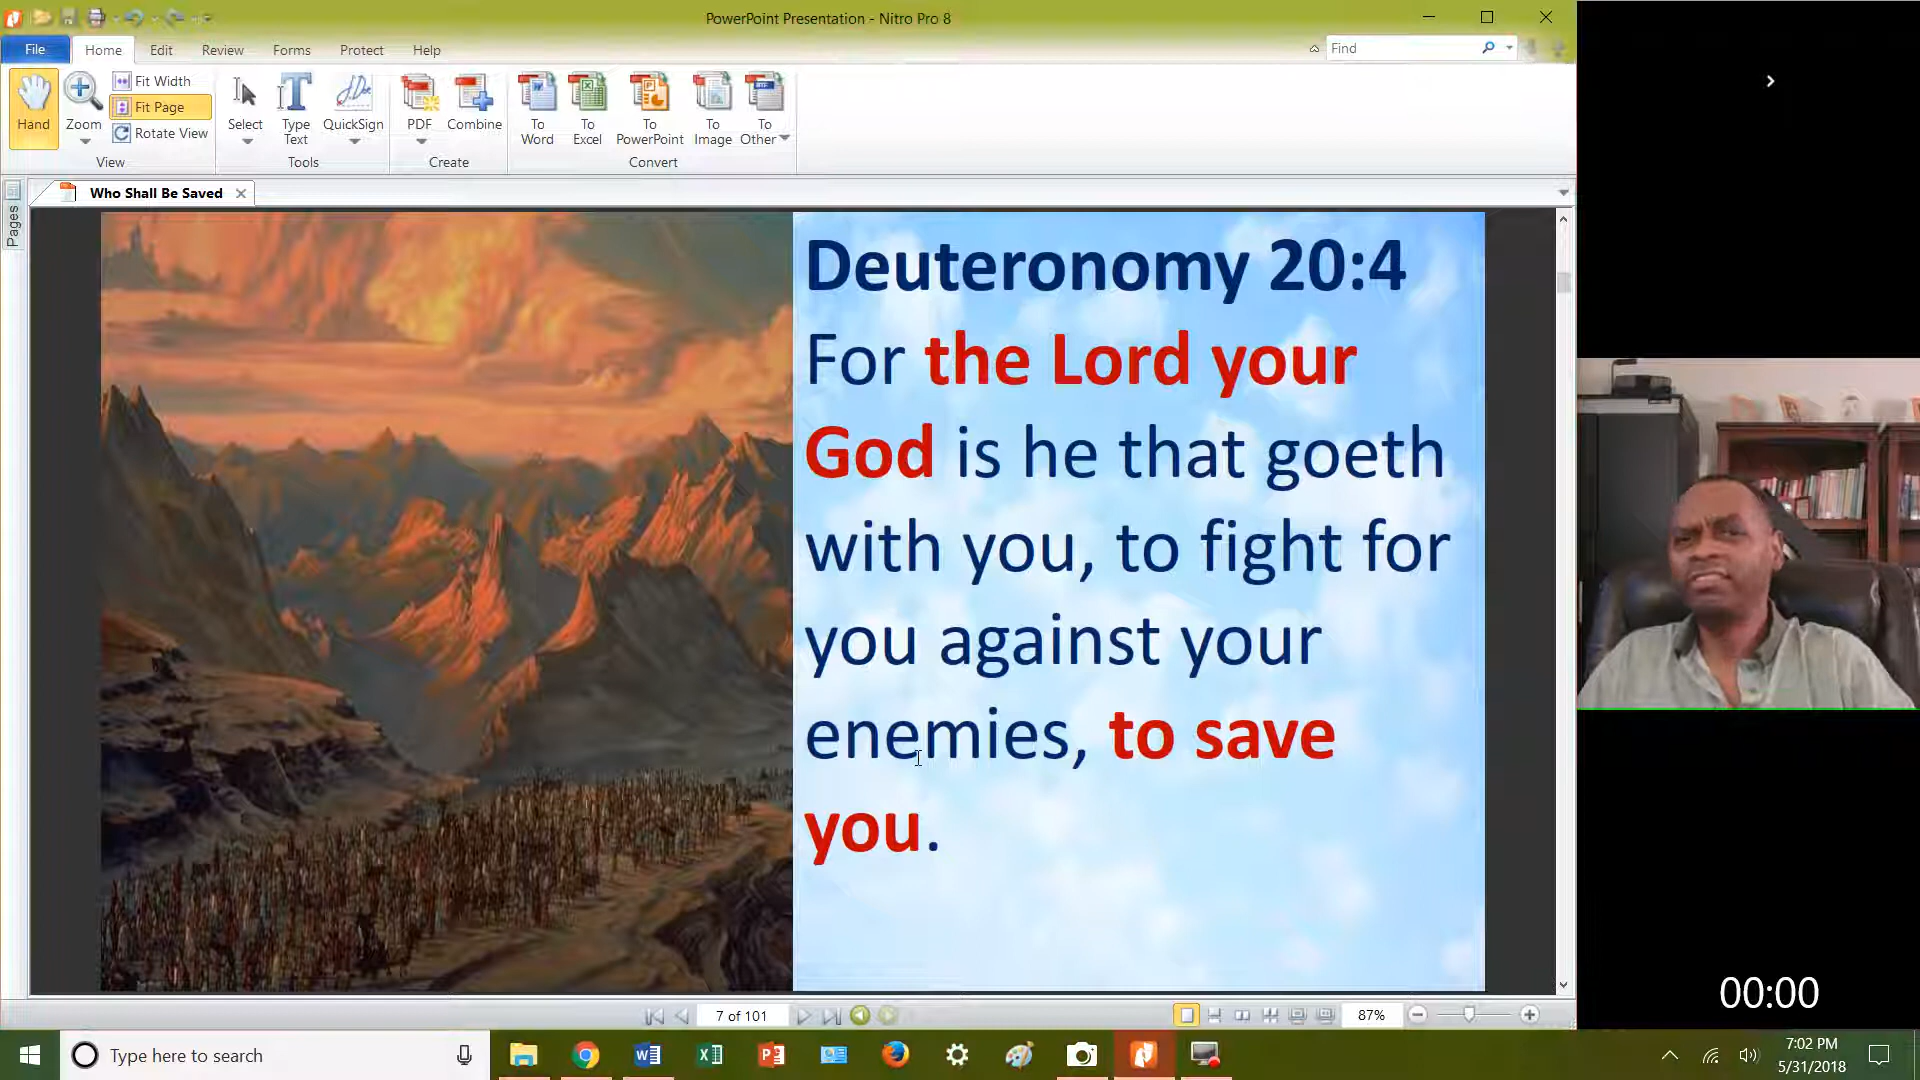 PowerPoint Presentation - Nitro Pro 8
File Home Edit Review Forms Protect Help
Find
Hand
Zoom
Fit Width
Fit Page
Rotate View
Select
Type Text
QuickSign
PDF
Combine
To Word
To Excel
To PowerPoint
To Image
To Other
View Tools Create Convert
Who Shall Be Saved
Pages
Deuteronomy 20:4
For the Lord your
God is he that goeth
with you, to fight for
you against your
enemies, to save
you.
00:00
7 of 101
87%
Type here to search
7:02 PM
5/31/2018